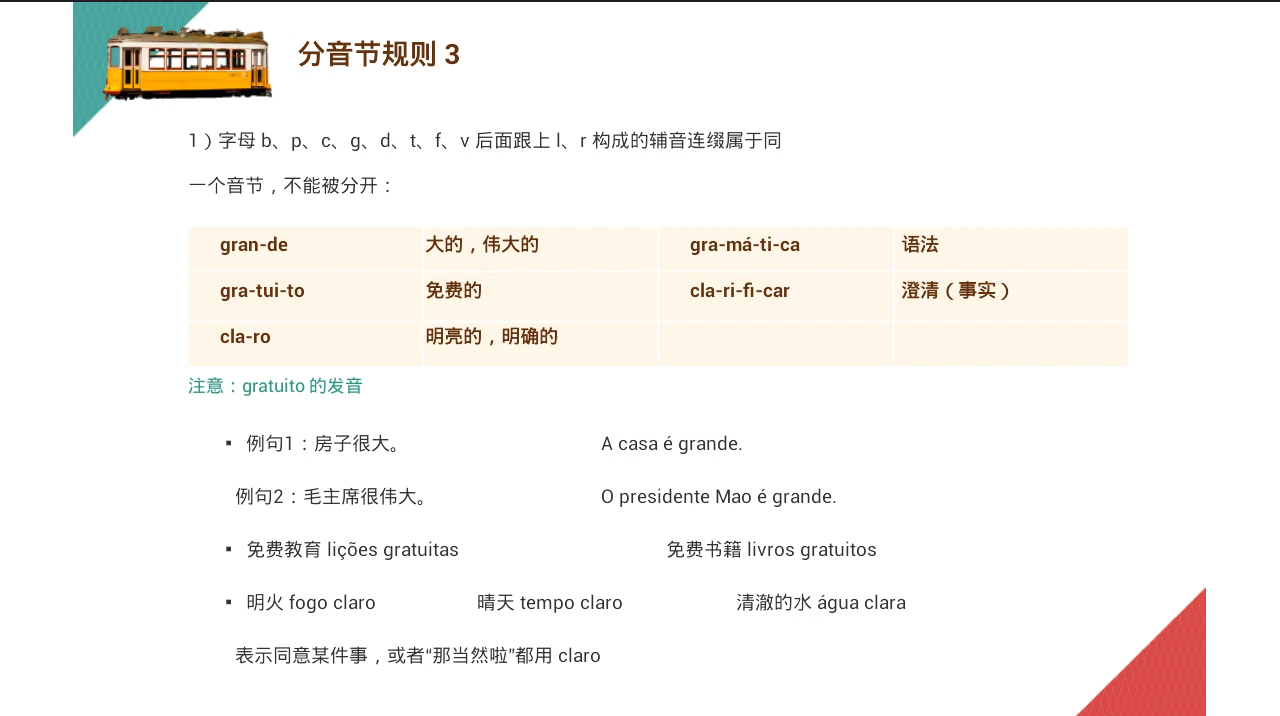 分音节规则 3
1）字母 b、p、c、g、d、t、f、v 后面跟上 l、r 构成的辅音连缀属于同
一个音节，不能被分开：
gran-de 大的，伟大的 gra-má-ti-ca 语法
gra-tui-to 免费的 cla-ri-fi-car 澄清（事实）
cla-ro 明亮的，明确的
注意：gratuito 的发音
▪ 例句1：房子很大。 A casa é grande.
例句2：毛主席很伟大。 O presidente Mao é grande.
▪ 免费教育 lições gratuitas 免费书籍 livros gratuitos
▪ 明火 fogo claro 晴天 tempo claro 清澈的水 água clara
表示同意某件事，或者“那当然啦”都用 claro